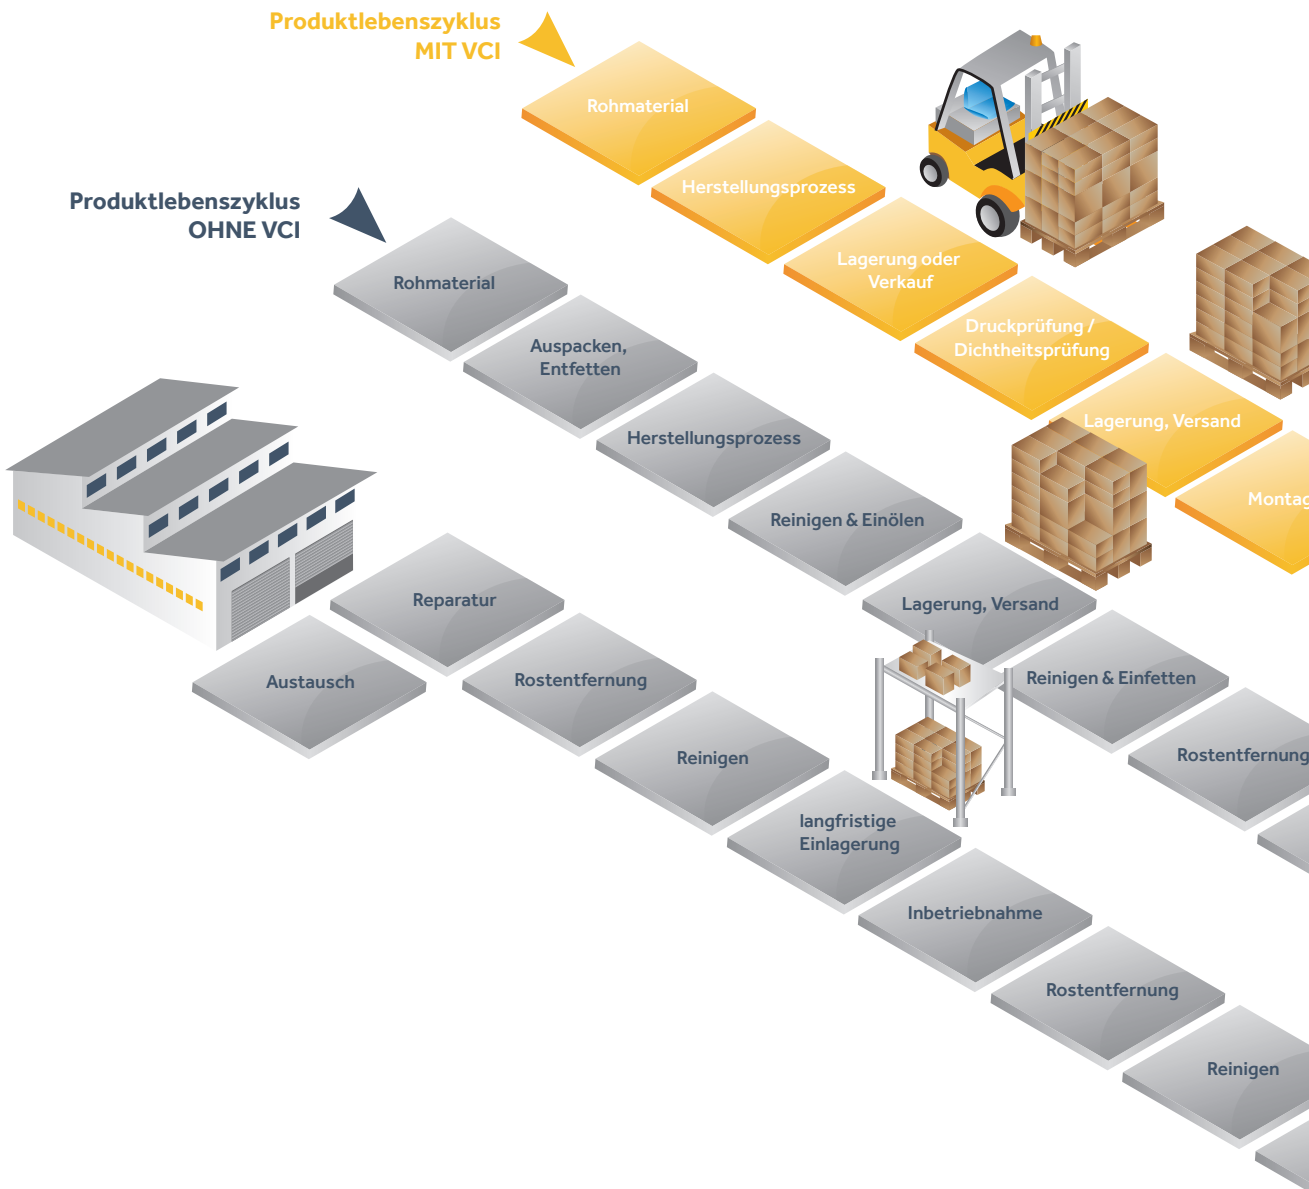 Produktlebenszyklus
MIT VCI
Rohmaterial
Herstellungsprozess
Lagerung oder
Verkauf
Druckprüfung /
Dichtheitsprüfung
Lagerung, Versand
Montag
Produktlebenszyklus
OHNE VCI
Rohmaterial
Auspacken,
Entfetten
Herstellungsprozess
Reinigen & Einölen
Lagerung, Versand
Reinigen & Einfetten
Rostentfernung
Reparatur
Austausch
Rostentfernung
Reinigen
langfristige
Einlagerung
Inbetriebnahme
Rostentfernung
Reinigen